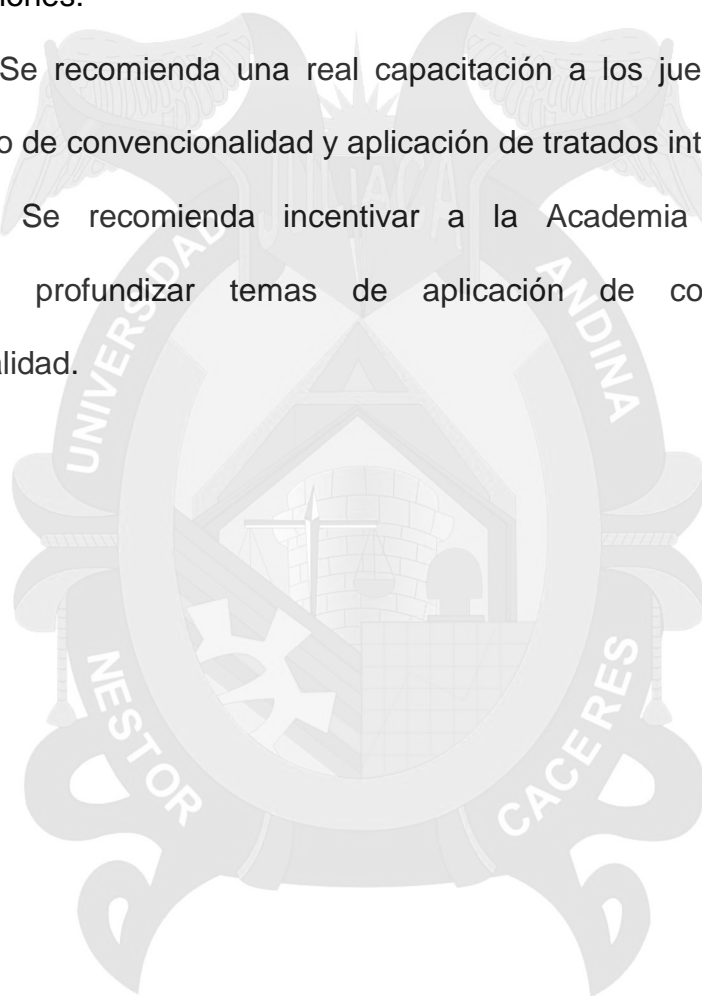 iones.
Se recomienda una real capacitación a los jue
o de convencionalidad y aplicación de tratados int
Se recomienda incentivar a la Academia
profundizar temas de aplicación de co
alidad.
JULIACA
UNIVERSIDAD
ANDINA
NESTOR
CACERES